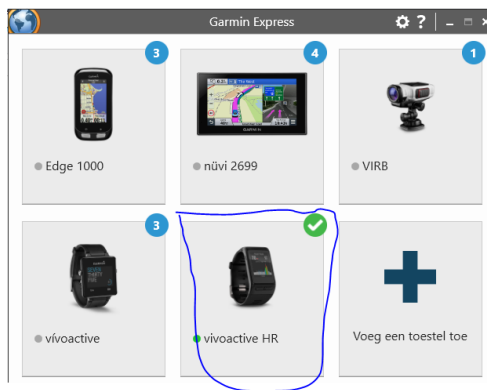 Garmin Express
?
3
4
1
Edge 1000
nüvi 2699
VIRB
3
vívoactive
vivoactive HR
Voeg een toestel toe